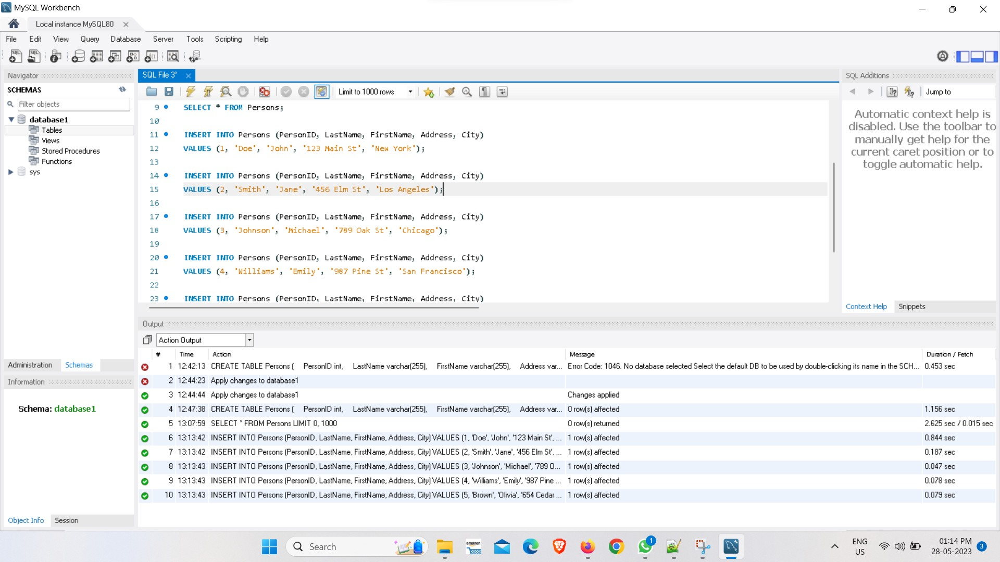 MySQL Workbench
Local instance MySQL80
File Edit View Query Database Server Tools Scripting Help
Navigator
SCHEMAS
Filter objects
database1
Tables
Views
Stored Procedures
Functions
sys
Administration Schemas
Information
Schema: database1
Object Info Session
SQL File 3*
Limit to 1000 rows
9 SELECT * FROM Persons;
10
11 INSERT INTO Persons (PersonID, LastName, FirstName, Address, City)
12 VALUES (1, 'Doe', 'John', '123 Main St', 'New York');
13
14 INSERT INTO Persons (PersonID, LastName, FirstName, Address, City)
15 VALUES (2, 'Smith', 'Jane', '456 Elm St', 'Los Angeles');
16
17 INSERT INTO Persons (PersonID, LastName, FirstName, Address, City)
18 VALUES (3, 'Johnson', 'Michael', '789 Oak St', 'Chicago');
19
20 INSERT INTO Persons (PersonID, LastName, FirstName, Address, City)
21 VALUES (4, 'Williams', 'Emily', '987 Pine St', 'San Francisco');
22
23 INSERT INTO Persons (PersonID, LastName, FirstName, Address, City)
SQL Additions
Jump to
Automatic context help is
disabled. Use the toolbar to
manually get help for the
current caret position or to
toggle automatic help.
Context Help Snippets
Output
Action Output
# Time Action Message Duration / Fetch
1 12:42:13 CREATE TABLE Persons ( PersonID int, LastName varchar(255), FirstName varchar(255), Address var... Error Code: 1046. No database selected Select the default DB to be used by double-clicking its name in the SCH... 0.453 sec
2 12:44:23 Apply changes to database1
3 12:44:44 Apply changes to database1 Changes applied
4 12:47:38 CREATE TABLE Persons ( PersonID int, LastName varchar(255), FirstName varchar(255), Address var... 0 row(s) affected 1.156 sec
5 13:07:59 SELECT * FROM Persons LIMIT 0, 1000 0 row(s) returned 2.625 sec / 0.015 sec
6 13:13:42 INSERT INTO Persons (PersonID, LastName, FirstName, Address, City) VALUES (1, 'Doe', 'John', '123 Main St', ... 1 row(s) affected 0.844 sec
7 13:13:42 INSERT INTO Persons (PersonID, LastName, FirstName, Address, City) VALUES (2, 'Smith', 'Jane', '456 Elm St', ... 1 row(s) affected 0.187 sec
8 13:13:43 INSERT INTO Persons (PersonID, LastName, FirstName, Address, City) VALUES (3, 'Johnson', 'Michael', '789 O... 1 row(s) affected 0.047 sec
9 13:13:43 INSERT INTO Persons (PersonID, LastName, FirstName, Address, City) VALUES (4, 'Williams', 'Emily', '987 Pine ... 1 row(s) affected 0.078 sec
10 13:13:43 INSERT INTO Persons (PersonID, LastName, FirstName, Address, City) VALUES (5, 'Brown', 'Olivia', '654 Cedar ... 1 row(s) affected 0.079 sec
Search
amazon
1
ENG
US
01:14 PM
28-05-2023
3